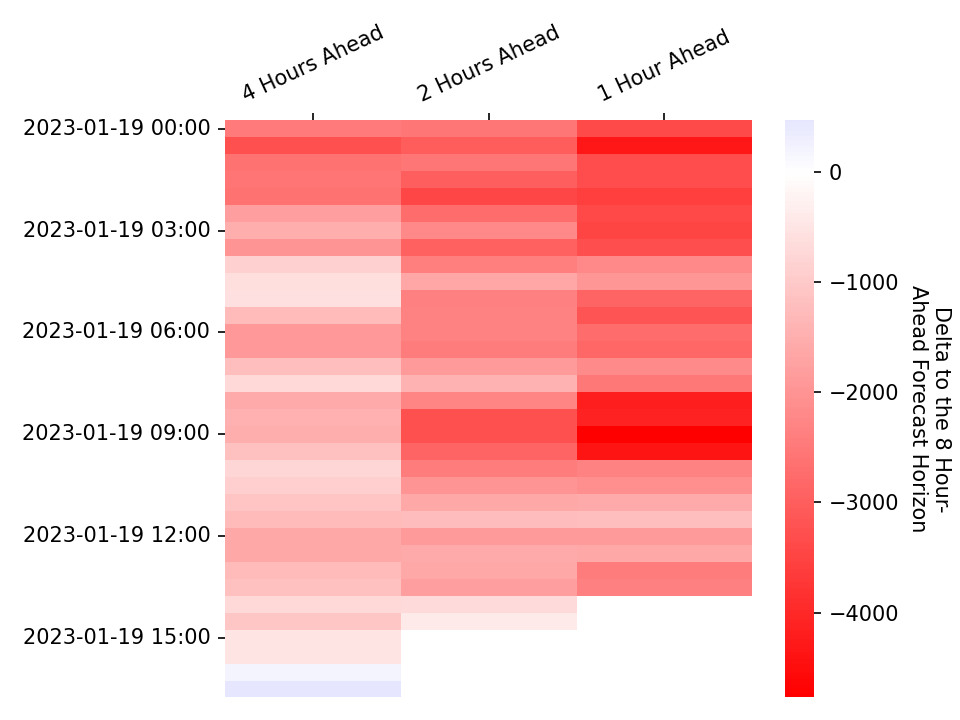 4 Hours Ahead
2 Hours Ahead
1 Hour Ahead
2023-01-19 00:00
2023-01-19 03:00
2023-01-19 06:00
2023-01-19 09:00
2023-01-19 12:00
2023-01-19 15:00
0
−1000
−2000
−3000
−4000
Delta to the 8 Hour-
Ahead Forecast Horizon